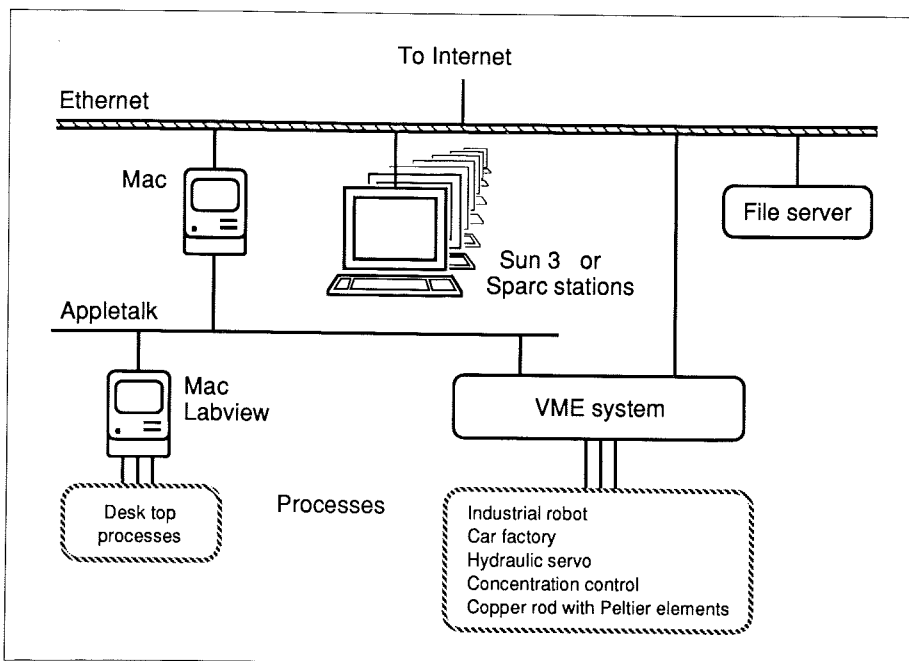 To Internet
Ethernet
Mac
File server
Sun 3 or
Sparc stations
Appletalk
Mac
Labview
VME system
Processes
Desk top
processes
Industrial robot
Car factory
Hydraulic servo
Concentration control
Copper rod with Peltier elements